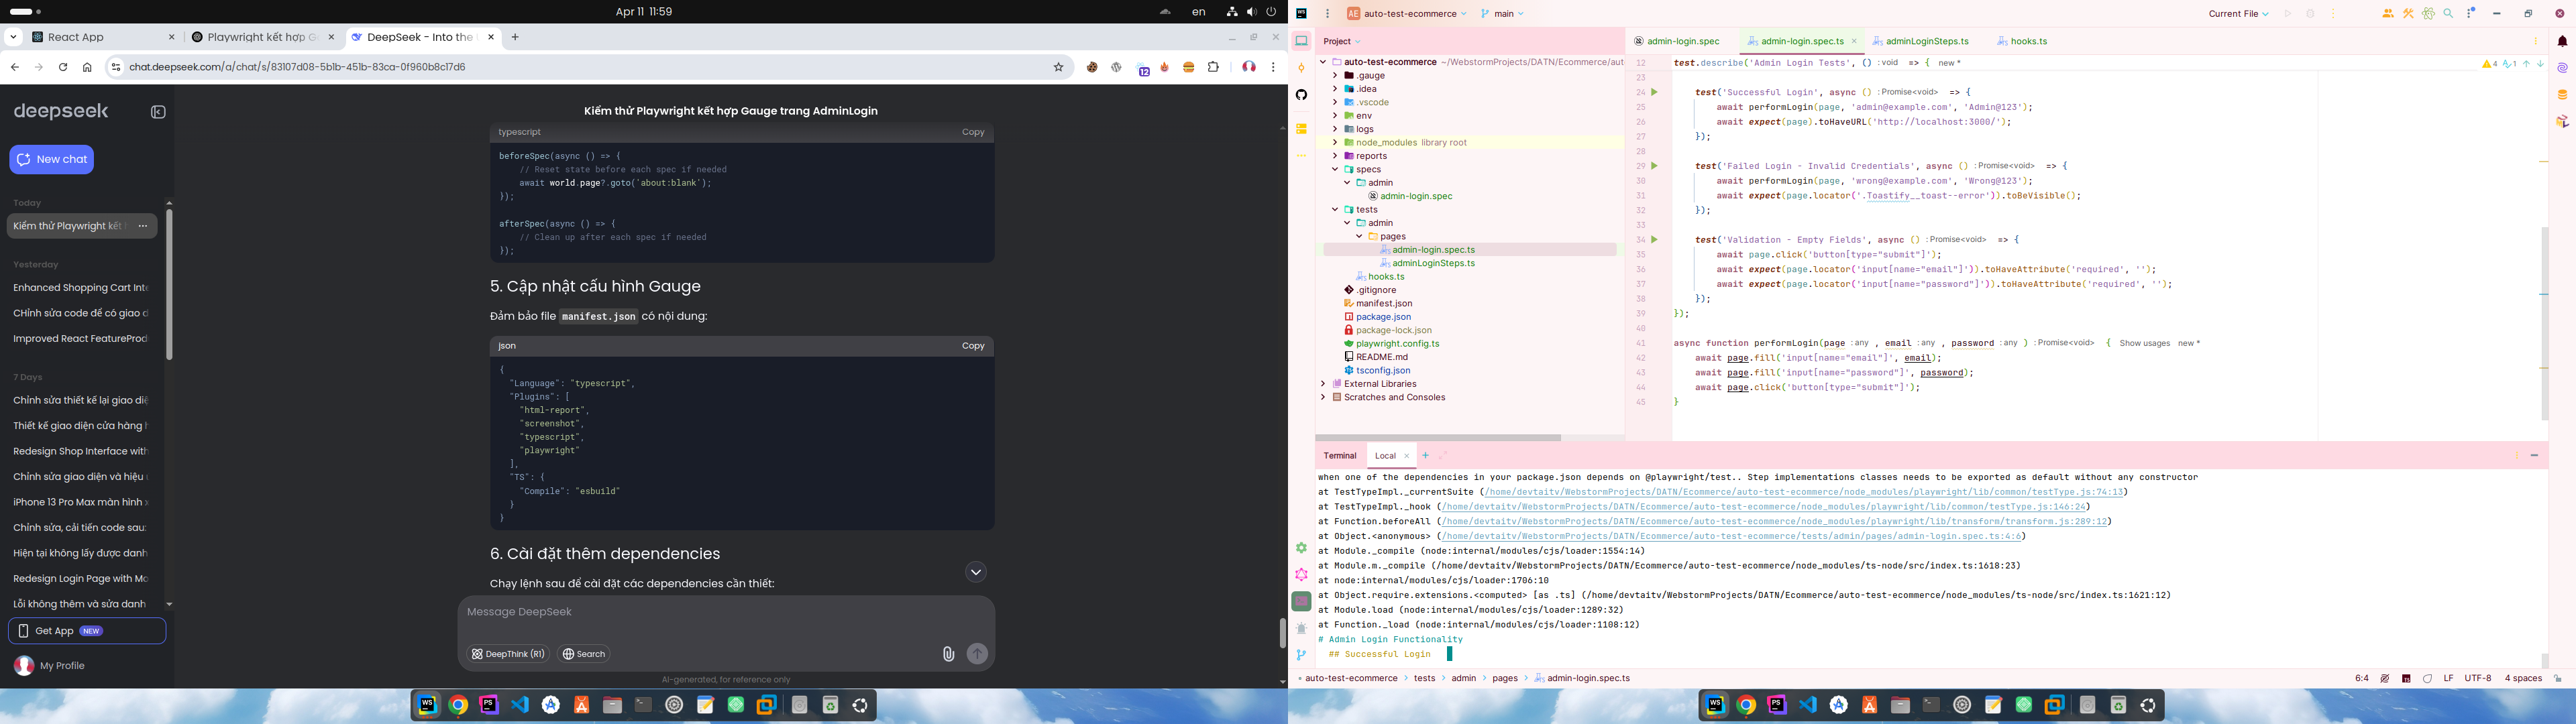 Apr 11 11:59
en
React App
Playwright kết hợp G
DeepSeek - Into the
chat.deepseek.com/a/chat/s/83107d08-5b1b-451b-83ca-0f960b8c17d6
12
deepseek
New chat
Today
Kiểm thử Playwright kết
Yesterday
Enhanced Shopping Cart Inte
CHỉnh sửa code để có giao d
Improved React FeatureProd
7 Days
Chỉnh sửa thiết kế lại giao diệ
Thiết kế giao diện cửa hàng h
Redesign Shop Interface with
Chỉnh sửa giao diện và hiệu
iPhone 13 Pro Max màn hình x
Chỉnh sửa, cải tiến code sau:
Hiện tại không lấy được danh
Redesign Login Page with Mo
Lỗi không thêm và sửa danh
Get App NEW
My Profile
Kiểm thử Playwright kết hợp Gauge trang AdminLogin
typescript
Copy
beforeSpec(async () => {
// Reset state before each spec if needed
await world.page?.goto('about:blank');
});
afterSpec(async () => {
// Clean up after each spec if needed
});
5. Cập nhật cấu hình Gauge
Đảm bảo file manifest.json có nội dung:
json
Copy
{
"Language": "typescript",
"Plugins": [
"html-report",
"screenshot",
"typescript",
"playwright"
],
"TS": {
"Compile": "esbuild"
}
}
6. Cài đặt thêm dependencies
Chạy lệnh sau để cài đặt các dependencies cần thiết:
Message DeepSeek
DeepThink (R1)
Search
AI-generated, for reference only
WS
AE auto-test-ecommerce
main
Current File
Project
auto-test-ecommerce ~/WebstormProjects/DATN/Ecommerce/aut
.gauge
.idea
.vscode
env
logs
node_modules library root
reports
specs
admin
admin-login.spec
tests
admin
pages
admin-login.spec.ts
adminLoginSteps.ts
hooks.ts
.gitignore
manifest.json
package.json
package-lock.json
playwright.config.ts
README.md
tsconfig.json
External Libraries
Scratches and Consoles
admin-login.spec
admin-login.spec.ts
adminLoginSteps.ts
hooks.ts
12 test.describe('Admin Login Tests', () : void => { new *
4 1
23
24 test('Successful Login', async () : Promise<void> => {
25 await performLogin(page, 'admin@example.com', 'Admin@123');
26 await expect(page).toHaveURL('http://localhost:3000/');
27 });
28
29 test('Failed Login - Invalid Credentials', async () : Promise<void> => {
30 await performLogin(page, 'wrong@example.com', 'Wrong@123');
31 await expect(page.locator('.Toastify__toast--error')).toBeVisible();
32 });
33
34 test('Validation - Empty Fields', async () : Promise<void> => {
35 await page.click('button[type="submit"]');
36 await expect(page.locator('input[name="email"]')).toHaveAttribute('required', '');
37 await expect(page.locator('input[name="password"]')).toHaveAttribute('required', '');
38 });
39 });
40
41 async function performLogin(page : any , email : any , password : any ) : Promise<void> { Show usages new *
42 await page.fill('input[name="email"]', email);
43 await page.fill('input[name="password"]', password);
44 await page.click('button[type="submit"]');
45 }
Terminal
Local
when one of the dependencies in your package.json depends on @playwright/test.. Step implementations classes needs to be exported as default without any constructor
at TestTypeImpl._currentSuite (/home/devtaitv/WebstormProjects/DATN/Ecommerce/auto-test-ecommerce/node_modules/playwright/lib/common/testType.js:74:13)
at TestTypeImpl._hook (/home/devtaitv/WebstormProjects/DATN/Ecommerce/auto-test-ecommerce/node_modules/playwright/lib/common/testType.js:146:24)
at Function.beforeAll (/home/devtaitv/WebstormProjects/DATN/Ecommerce/auto-test-ecommerce/node_modules/playwright/lib/transform/transform.js:289:12)
at Object.<anonymous> (/home/devtaitv/WebstormProjects/DATN/Ecommerce/auto-test-ecommerce/tests/admin/pages/admin-login.spec.ts:4:6)
at Module._compile (node:internal/modules/cjs/loader:1554:14)
at Module.m._compile (/home/devtaitv/WebstormProjects/DATN/Ecommerce/auto-test-ecommerce/node_modules/ts-node/src/index.ts:1618:23)
at node:internal/modules/cjs/loader:1706:10
at Object.require.extensions.<computed> [as .ts] (/home/devtaitv/WebstormProjects/DATN/Ecommerce/auto-test-ecommerce/node_modules/ts-node/src/index.ts:1621:12)
at Module.load (node:internal/modules/cjs/loader:1289:32)
at Function._load (node:internal/modules/cjs/loader:1108:12)
# Admin Login Functionality
## Successful Login
auto-test-ecommerce > tests > admin > pages > admin-login.spec.ts
6:4 LF UTF-8 4 spaces